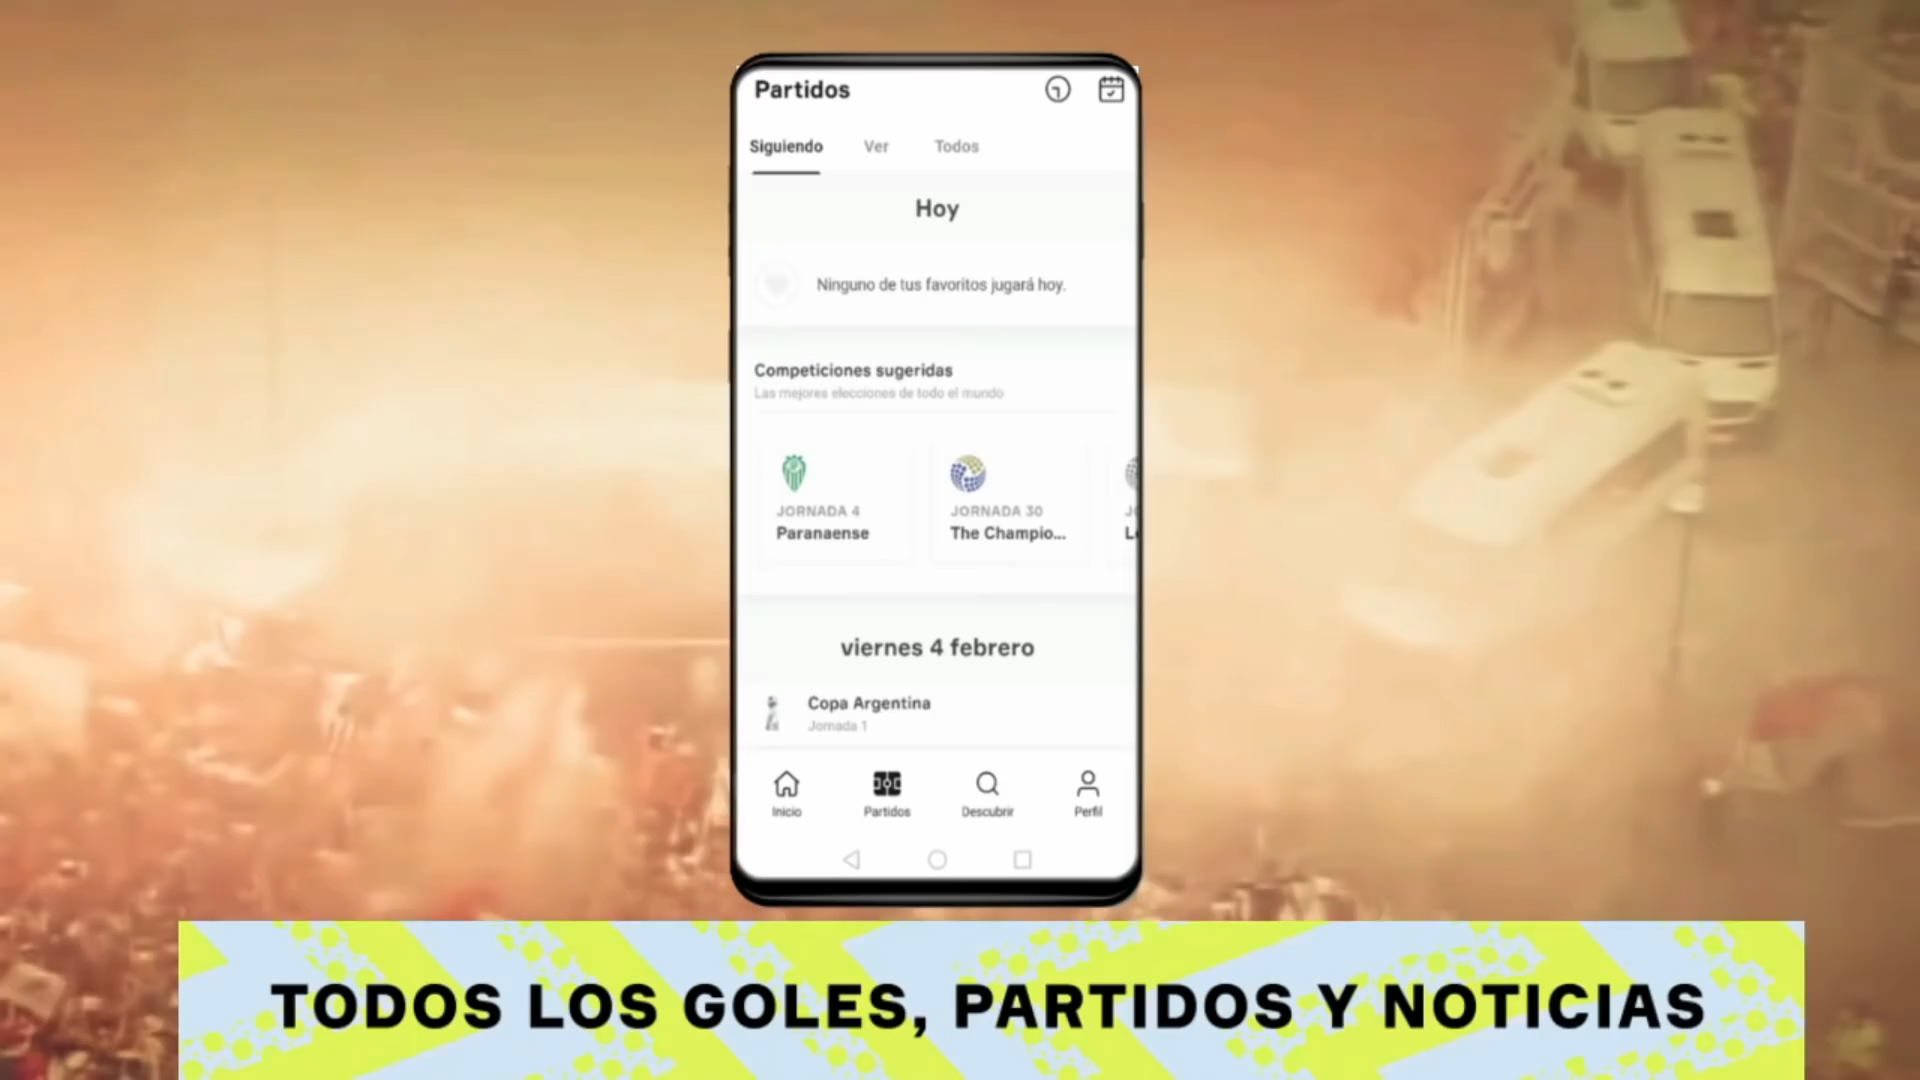 Partidos
Siguiendo Ver Todos
Hoy
Ninguno de tus favoritos jugará hoy.
Competiciones sugeridas
Las mejores elecciones de todo el mundo
JORNADA 4 JORNADA 30 JO
Paranaense The Champio... L
viernes 4 febrero
Copa Argentina
Jornada 1
Inicio Partidos Descubrir Perfil
TODOS LOS GOLES, PARTIDOS Y NOTICIAS